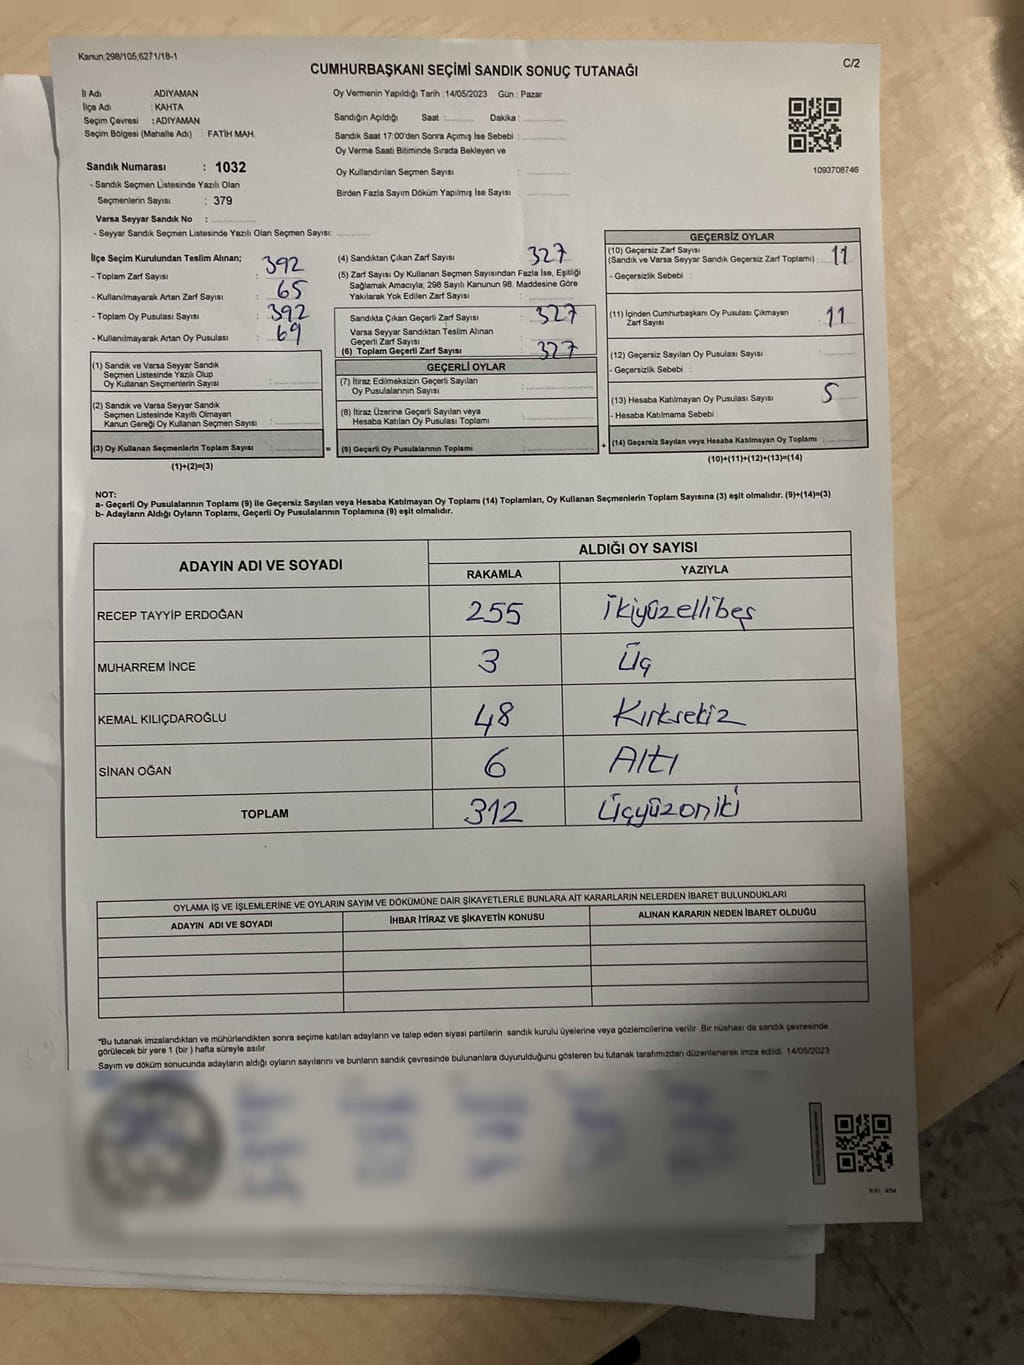 Kanun;298/105;6271/18-1
C/2
CUMHURBAŞKANI SEÇİMİ SANDIK SONUÇ TUTANAĞI
İl Adı : ADIYAMAN
İlçe Adı : KAHTA
Seçim Çevresi : ADIYAMAN
Seçim Bölgesi (Mahalle Adı) : FATİH MAH.
Sandık Numarası : 1032
- Sandık Seçmen Listesinde Yazılı Olan
Seçmenlerin Sayısı : 379
Varsa Seyyar Sandık No :
- Seyyar Sandık Seçmen Listesinde Yazılı Olan Seçmen Sayısı:
Oy Vermenin Yapıldığı Tarih :14/05/2023 Gün : Pazar
Sandığın Açıldığı Saat : Dakika :
Sandık Saat 17:00'den Sonra Açımış İse Sebebi :
Oy Verme Saati Bitiminde Sırada Bekleyen ve
Oy Kullandırılan Seçmen Sayısı :
Birden Fazla Sayım Döküm Yapılmış İse Sayısı :
1093708746
İlçe Seçim Kurulundan Teslim Alınan;
- Toplam Zarf Sayısı : 392
- Kullanılmayarak Artan Zarf Sayısı : 65
- Toplam Oy Pusulası Sayısı : 392
- Kullanılmayarak Artan Oy Pusulası : 69
(1) Sandık ve Varsa Seyyar Sandık
Seçmen Listesinde Yazılı Olup
Oy Kullanan Seçmenlerin Sayısı :
(2) Sandık ve Varsa Seyyar Sandık
Seçmen Listesinde Kayıtlı Olmayan
Kanun Gereği Oy Kullanan Seçmen Sayısı :
(3) Oy Kullanan Seçmenlerin Toplam Sayısı :
(1)+(2)=(3)
(4) Sandıktan Çıkan Zarf Sayısı : 327
(5) Zarf Sayısı Oy Kullanan Seçmen Sayısından Fazla İse, Eşitliği
Sağlamak Amacıyla; 298 Sayılı Kanunun 98. Maddesine Göre
Yakılarak Yok Edilen Zarf Sayısı :
Sandıkta Çıkan Geçerli Zarf Sayısı : 327
Varsa Seyyar Sandıktan Teslim Alınan
Geçerli Zarf Sayısı :
(6) Toplam Geçerli Zarf Sayısı : 327
GEÇERLİ OYLAR
(7) İtiraz Edilmeksizin Geçerli Sayılan
Oy Pusulalarının Sayısı :
(8) İtiraz Üzerine Geçerli Sayılan veya
Hesaba Katılan Oy Pusulası Toplamı :
= (9) Geçerli Oy Pusulalarının Toplamı :
GEÇERSİZ OYLAR
(10) Geçersiz Zarf Sayısı
(Sandık ve Varsa Seyyar Sandık Geçersiz Zarf Toplamı) : 11
- Geçersizlik Sebebi :
(11) İçinden Cumhurbaşkanı Oy Pusulası Çıkmayan
Zarf Sayısı : 11
(12) Geçersiz Sayılan Oy Pusulası Sayısı :
- Geçersizlik Sebebi :
(13) Hesaba Katılmayan Oy Pusulası Sayısı : 5
- Hesaba Katılmama Sebebi :
+ (14) Geçersiz Sayılan veya Hesaba Katılmayan Oy Toplamı :
(10)+(11)+(12)+(13)=(14)
NOT:
a- Geçerli Oy Pusulalarının Toplamı (9) ile Geçersiz Sayılan veya Hesaba Katılmayan Oy Toplamı (14) Toplamları, Oy Kullanan Seçmenlerin Toplam Sayısına (3) eşit olmalıdır. (9)+(14)=(3)
b- Adayların Aldığı Oyların Toplamı, Geçerli Oy Pusulalarının Toplamına (9) eşit olmalıdır.
ADAYIN ADI VE SOYADI
ALDIĞI OY SAYISI
RAKAMLA YAZIYLA
RECEP TAYYİP ERDOĞAN 255 İkiyüzellibeş
MUHARREM İNCE 3 Üç
KEMAL KILIÇDAROĞLU 48 Kırksekiz
SİNAN OĞAN 6 Altı
TOPLAM 312 Üçyüzoniki
OYLAMA İŞ VE İŞLEMLERİNE VE OYLARIN SAYIM VE DÖKÜMÜNE DAİR ŞİKAYETLERLE BUNLARA AİT KARARLARIN NELERDEN İBARET BULUNDUKLARI
ADAYIN ADI VE SOYADI İHBAR İTİRAZ VE ŞİKAYETİN KONUSU ALINAN KARARIN NEDEN İBARET OLDUĞU
*Bu tutanak imzalandıktan ve mühürlendikten sonra seçime katılan adayların ve talep eden siyasi partilerin sandık kurulu üyelerine veya gözlemcilerine verilir. Bir nüshası da sandık çevresinde
görülecek bir yere 1 (bir ) hafta süreyle asılır.
Sayım ve döküm sonucunda adayların aldığı oyların sayılarını ve bunların sandık çevresinde bulunanlara duyurulduğunu gösteren bu tutanak tarafımızdan düzenlenerek imza edildi. 14/05/2023